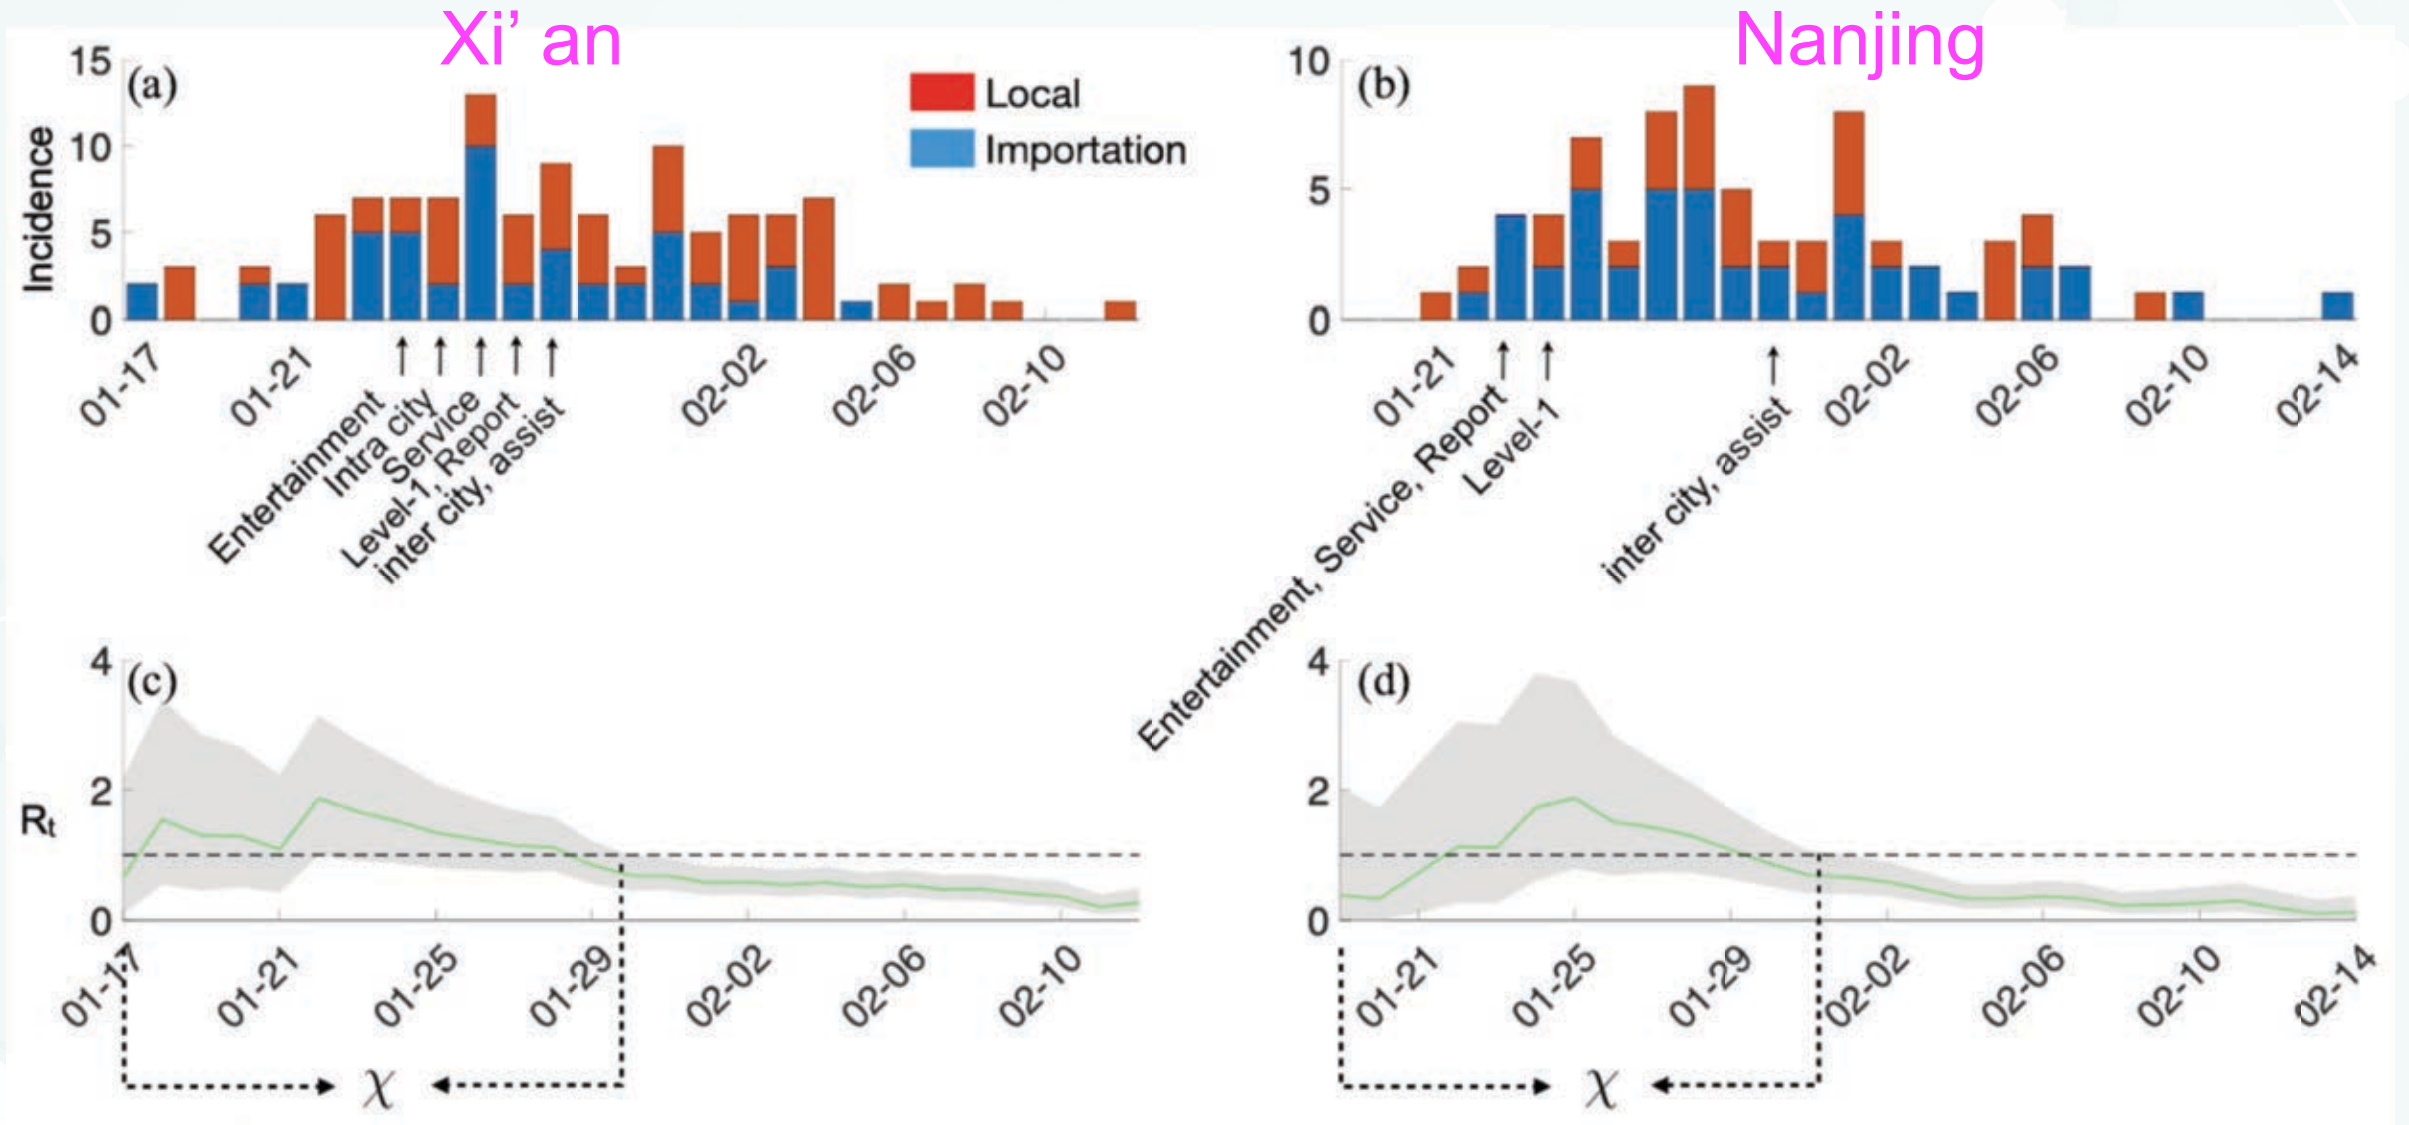 Xi’ an
Nanjing
(a)
15
10
5
0
Incidence
Local
Importation
01-17
01-21
02-02
02-06
02-10
Entertainment
Intra city
Service
Level-1, Report
inter city, assist
(b)
10
5
0
01-21
02-02
02-06
02-10
02-14
Entertainment, Service, Report
Level-1
inter city, assist
(c)
4
2
0
Rt
01-17
01-21
01-25
01-29
02-02
02-06
02-10
χ
(d)
4
2
0
01-21
01-25
01-29
02-02
02-06
02-10
02-14
χ